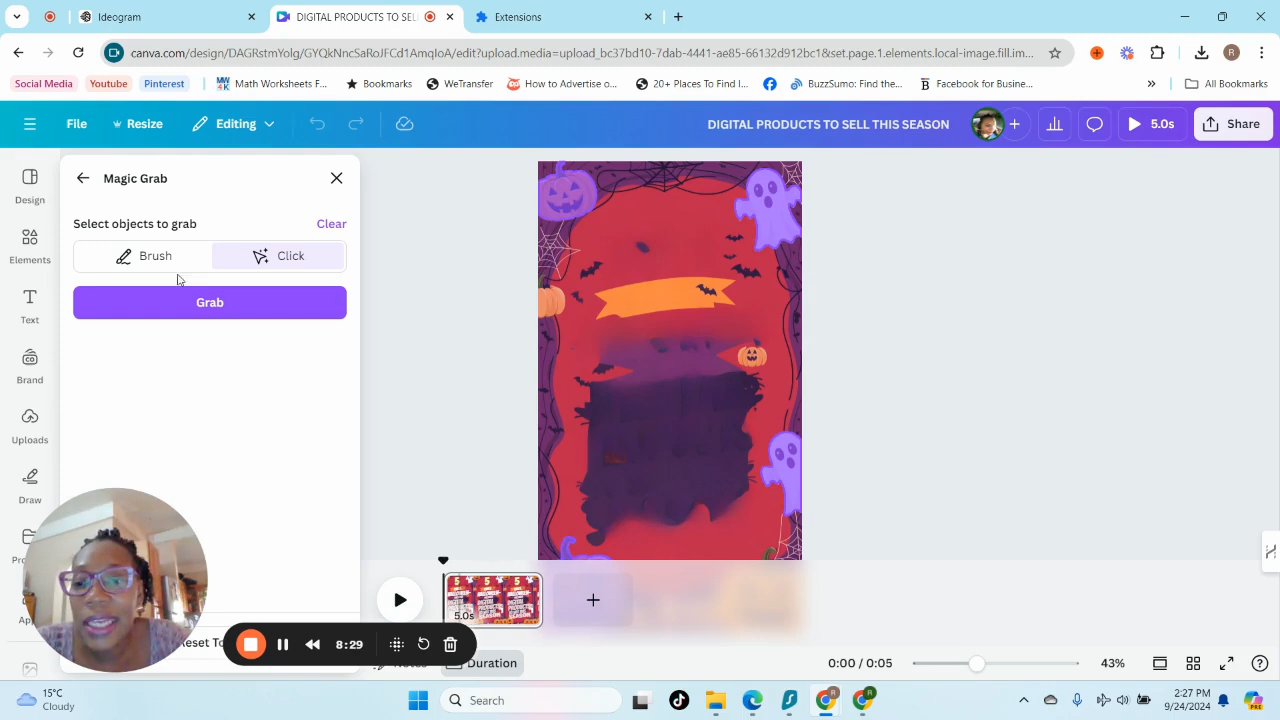 Ideogram
DIGITAL PRODUCTS TO SEL
Extensions
canva.com/design/DAGRstmYolg/GYQkNncSaRoJFCd1AmqIoA/edit?upload.media=upload_bc37bd10-7dab-4441-ae85-6b132d9123c1&set.page.1.elements.local-image.fill.im...
R
Social Media
Youtube
Pinterest
Math Worksheets F...
Bookmarks
WeTransfer
How to Advertise o...
20+ Places To Find I...
BuzzSumo: Find the...
Facebook for Busine...
All Bookmarks
File
Resize
Editing
DIGITAL PRODUCTS TO SELL THIS SEASON
5.0s
Share
Design
Elements
Text
Brand
Uploads
Draw
Magic Grab
Select objects to grab
Clear
Brush
Click
Grab
5.0s
8:29
Duration
0:00 / 0:05
43%
15°C
Cloudy
Search
2:27 PM
9/24/2024